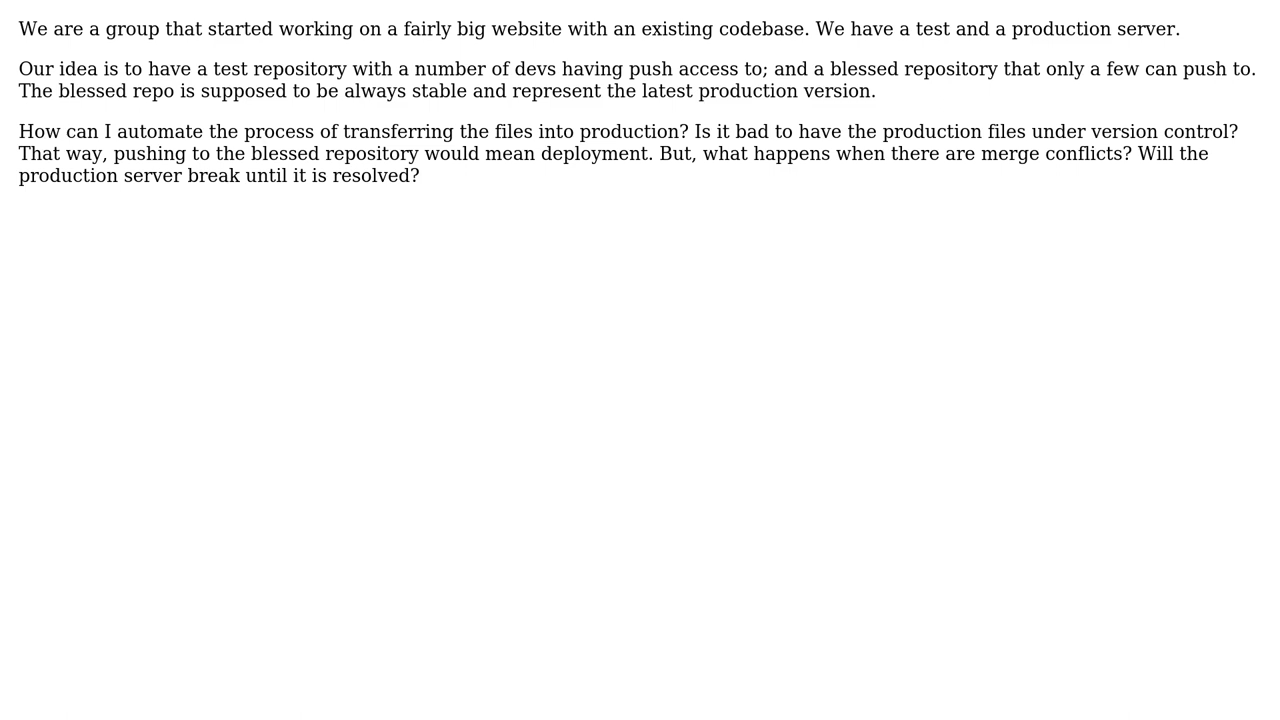 We are a group that started working on a fairly big website with an existing codebase. We have a test and a production server.
Our idea is to have a test repository with a number of devs having push access to; and a blessed repository that only a few can push to.
The blessed repo is supposed to be always stable and represent the latest production version.
How can I automate the process of transferring the files into production? Is it bad to have the production files under version control?
That way, pushing to the blessed repository would mean deployment. But, what happens when there are merge conflicts? Will the
production server break until it is resolved?